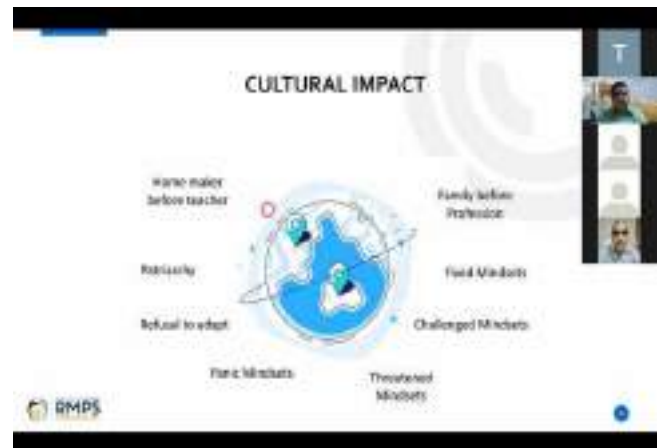 T
CULTURAL IMPACT
Home maker
before teacher
Family before
Profession
Patriarchy
Fixed Mindsets
Refusal to adapt
Challenged Mindsets
Panic Mindsets
Threatened
Mindsets
RMPS